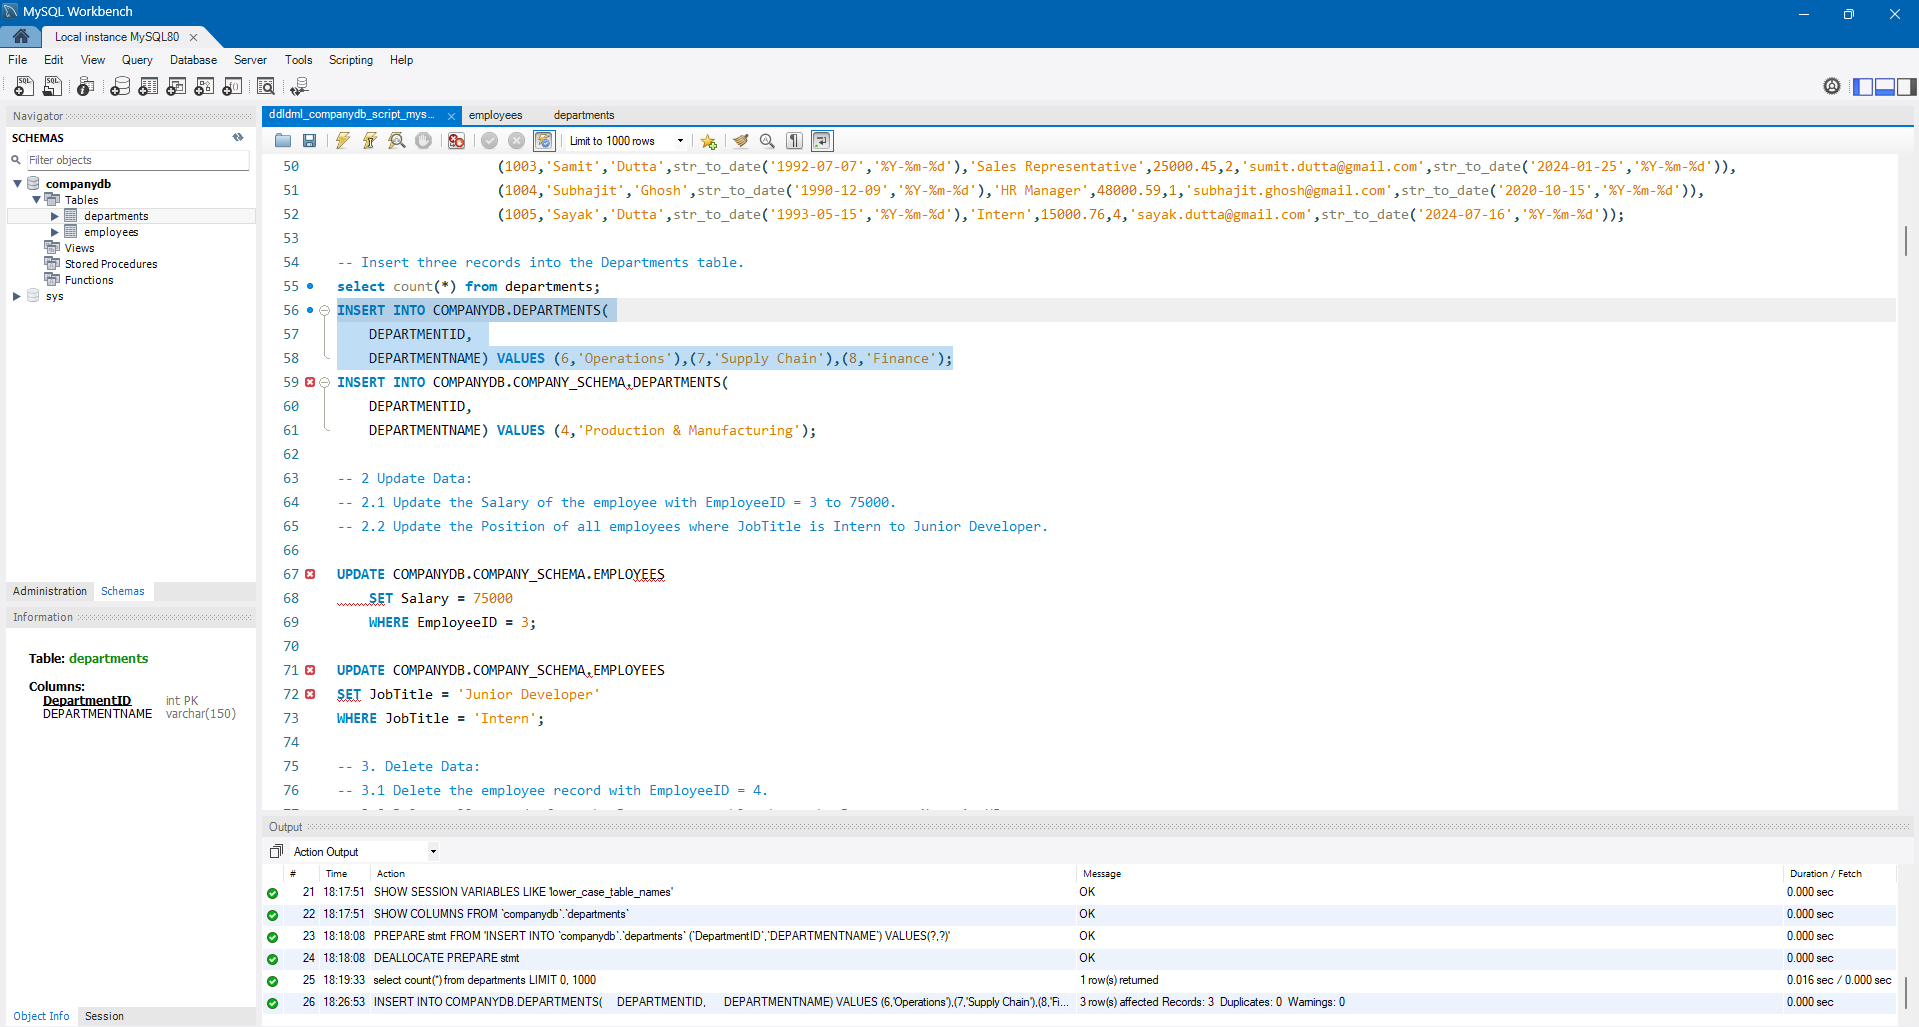 MySQL Workbench
Local instance MySQL80
File Edit View Query Database Server Tools Scripting Help
Navigator
SCHEMAS
Filter objects
companydb
Tables
departments
employees
Views
Stored Procedures
Functions
sys
Administration Schemas
Information
Table: departments
Columns:
DepartmentID int PK
DEPARTMENTNAME varchar(150)
Object Info Session
ddldml_companydb_script_mys... employees departments
Limit to 1000 rows
50 (1003,'Samit','Dutta',str_to_date('1992-07-07','%Y-%m-%d'),'Sales Representative',25000.45,2,'sumit.dutta@gmail.com',str_to_date('2024-01-25','%Y-%m-%d')),
51 (1004,'Subhajit','Ghosh',str_to_date('1990-12-09','%Y-%m-%d'),'HR Manager',48000.59,1,'subhajit.ghosh@gmail.com',str_to_date('2020-10-15','%Y-%m-%d')),
52 (1005,'Sayak','Dutta',str_to_date('1993-05-15','%Y-%m-%d'),'Intern',15000.76,4,'sayak.dutta@gmail.com',str_to_date('2024-07-16','%Y-%m-%d'));
53
54 -- Insert three records into the Departments table.
55 select count(*) from departments;
56 INSERT INTO COMPANYDB.DEPARTMENTS(
57 DEPARTMENTID,
58 DEPARTMENTNAME) VALUES (6,'Operations'),(7,'Supply Chain'),(8,'Finance');
59 INSERT INTO COMPANYDB.COMPANY_SCHEMA.DEPARTMENTS(
60 DEPARTMENTID,
61 DEPARTMENTNAME) VALUES (4,'Production & Manufacturing');
62
63 -- 2 Update Data:
64 -- 2.1 Update the Salary of the employee with EmployeeID = 3 to 75000.
65 -- 2.2 Update the Position of all employees where JobTitle is Intern to Junior Developer.
66
67 UPDATE COMPANYDB.COMPANY_SCHEMA.EMPLOYEES
68 SET Salary = 75000
69 WHERE EmployeeID = 3;
70
71 UPDATE COMPANYDB.COMPANY_SCHEMA.EMPLOYEES
72 SET JobTitle = 'Junior Developer'
73 WHERE JobTitle = 'Intern';
74
75 -- 3. Delete Data:
76 -- 3.1 Delete the employee record with EmployeeID = 4.
Output
Action Output
# Time Action Message Duration / Fetch
21 18:17:51 SHOW SESSION VARIABLES LIKE 'lower_case_table_names' OK 0.000 sec
22 18:17:51 SHOW COLUMNS FROM `companydb`.`departments` OK 0.000 sec
23 18:18:08 PREPARE stmt FROM 'INSERT INTO `companydb`.`departments` (`DepartmentID`,`DEPARTMENTNAME`) VALUES(?,?)' OK 0.000 sec
24 18:18:08 DEALLOCATE PREPARE stmt OK 0.000 sec
25 18:19:33 select count(*) from departments LIMIT 0, 1000 1 row(s) returned 0.016 sec / 0.000 sec
26 18:26:53 INSERT INTO COMPANYDB.DEPARTMENTS( DEPARTMENTID, DEPARTMENTNAME) VALUES (6,'Operations'),(7,'Supply Chain'),(8,'Fi... 3 row(s) affected Records: 3 Duplicates: 0 Warnings: 0 0.000 sec